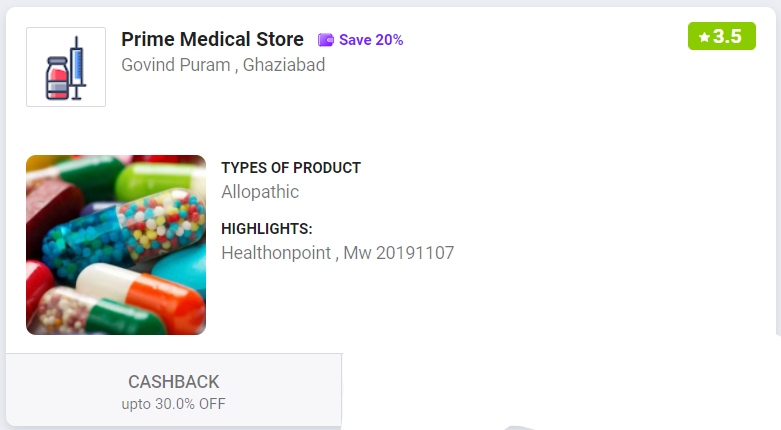 Prime Medical Store
Save 20%
3.5
Govind Puram , Ghaziabad
TYPES OF PRODUCT
Allopathic
HIGHLIGHTS:
Healthonpoint , Mw 20191107
CASHBACK
upto 30.0% OFF